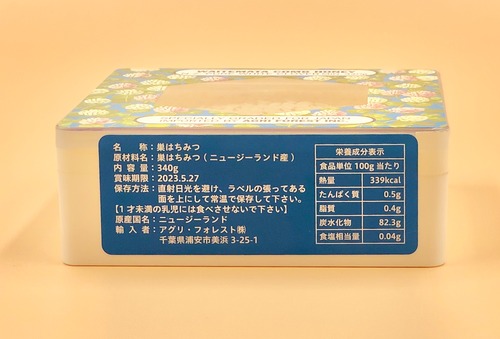 WAITEMATA COMB HONEY
SPECIALLY GRADED FOR JAPAN
名　　称：巣はちみつ
原材料名：巣はちみつ（ニュージーランド産）
内 容 量：340g
賞味期限：2023.5.27
保存方法：直射日光を避け、ラベルの張ってある
面を上にして常温で保存して下さい。
【1 才未満の乳児には食べさせないで下さい】
原産国名：ニュージーランド
輸 入 者：アグリ・フォレスト㈱
千葉県浦安市美浜 3-25-1
栄養成分表示
食品単位 100g 当たり
熱量 339kcal
たんぱく質 0.5g
脂質 0.4g
炭水化物 82.3g
食塩相当量 0.04g